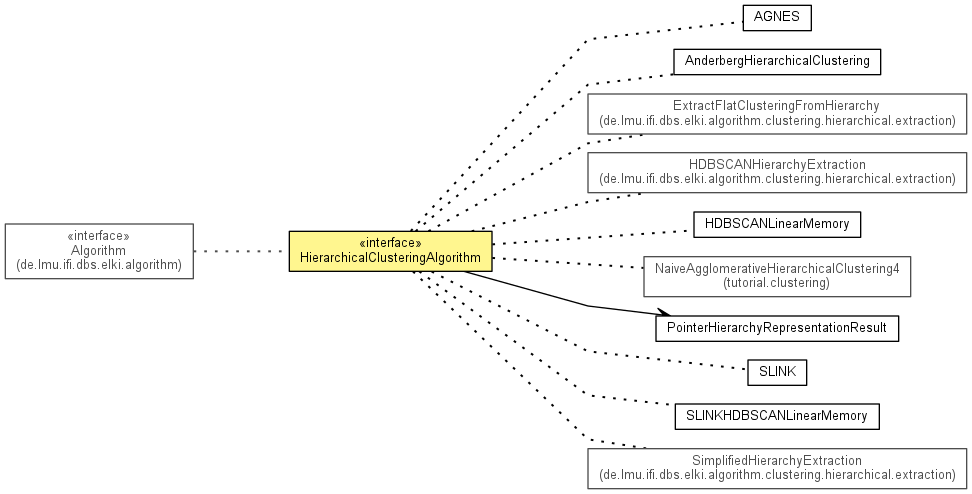 «interface»
Algorithm
(de.lmu.ifi.dbs.elki.algorithm)
«interface»
HierarchicalClusteringAlgorithm
AGNES
AnderbergHierarchicalClustering
ExtractFlatClusteringFromHierarchy
(de.lmu.ifi.dbs.elki.algorithm.clustering.hierarchical.extraction)
HDBSCANHierarchyExtraction
(de.lmu.ifi.dbs.elki.algorithm.clustering.hierarchical.extraction)
HDBSCANLinearMemory
NaiveAgglomerativeHierarchicalClustering4
(tutorial.clustering)
PointerHierarchyRepresentationResult
SLINK
SLINKHDBSCANLinearMemory
SimplifiedHierarchyExtraction
(de.lmu.ifi.dbs.elki.algorithm.clustering.hierarchical.extraction)